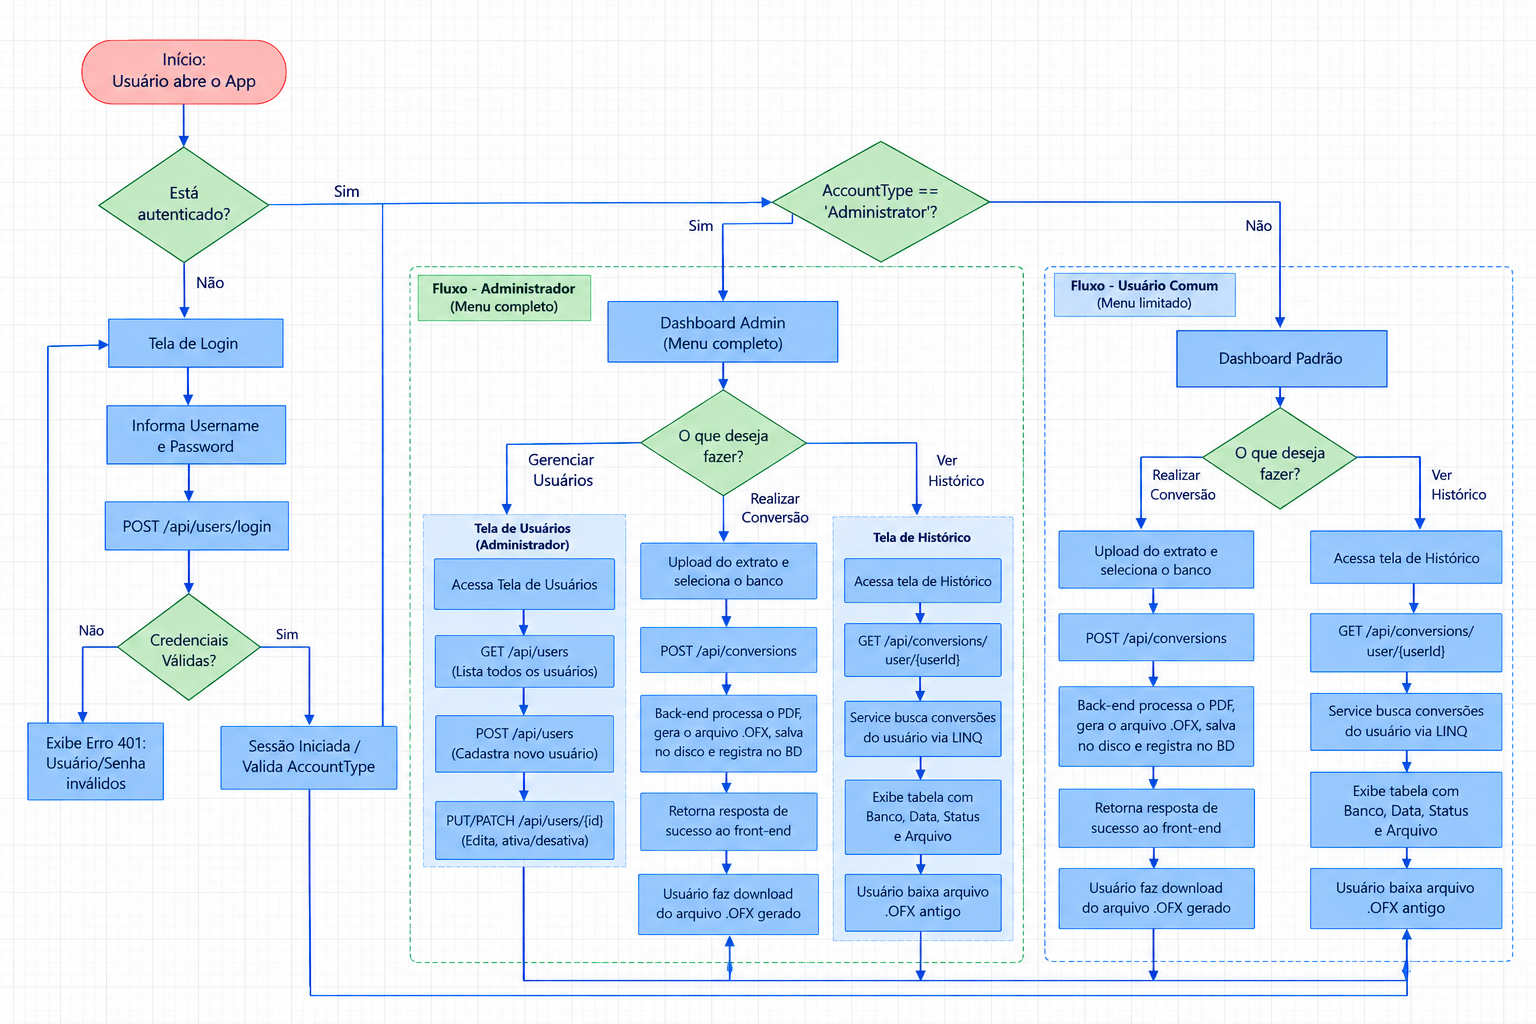 Início:
Usuário abre o App
Está
autenticado?
Sim
Não
Tela de Login
Informa Username
e Password
POST /api/users/login
Credenciais
Válidas?
Não
Sim
Exibe Erro 401:
Usuário/Senha
inválidos
Sessão Iniciada /
Valida AccountType
AccountType ==
'Administrator'?
Sim
Não
Fluxo - Administrador
(Menu completo)
Dashboard Admin
(Menu completo)
O que deseja
fazer?
Gerenciar
Usuários
Realizar
Conversão
Ver
Histórico
Tela de Usuários
(Administrador)
Acessa Tela de Usuários
GET /api/users
(Lista todos os usuários)
POST /api/users
(Cadastra novo usuário)
PUT/PATCH /api/users/{id}
(Edita, ativa/desativa)
Upload do extrato e
seleciona o banco
POST /api/conversions
Back-end processa o PDF,
gera o arquivo .OFX, salva
no disco e registra no BD
Retorna resposta de
sucesso ao front-end
Usuário faz download
do arquivo .OFX gerado
Tela de Histórico
Acessa tela de Histórico
GET /api/conversions/
user/{userId}
Service busca conversões
do usuário via LINQ
Exibe tabela com
Banco, Data, Status
e Arquivo
Usuário baixa arquivo
.OFX antigo
Fluxo - Usuário Comum
(Menu limitado)
Dashboard Padrão
O que deseja
fazer?
Realizar
Conversão
Ver
Histórico
Upload do extrato e
seleciona o banco
POST /api/conversions
Back-end processa o PDF,
gera o arquivo .OFX, salva
no disco e registra no BD
Retorna resposta de
sucesso ao front-end
Usuário faz download
do arquivo .OFX gerado
Acessa tela de Histórico
GET /api/conversions/
user/{userId}
Service busca conversões
do usuário via LINQ
Exibe tabela com
Banco, Data, Status
e Arquivo
Usuário baixa arquivo
.OFX antigo